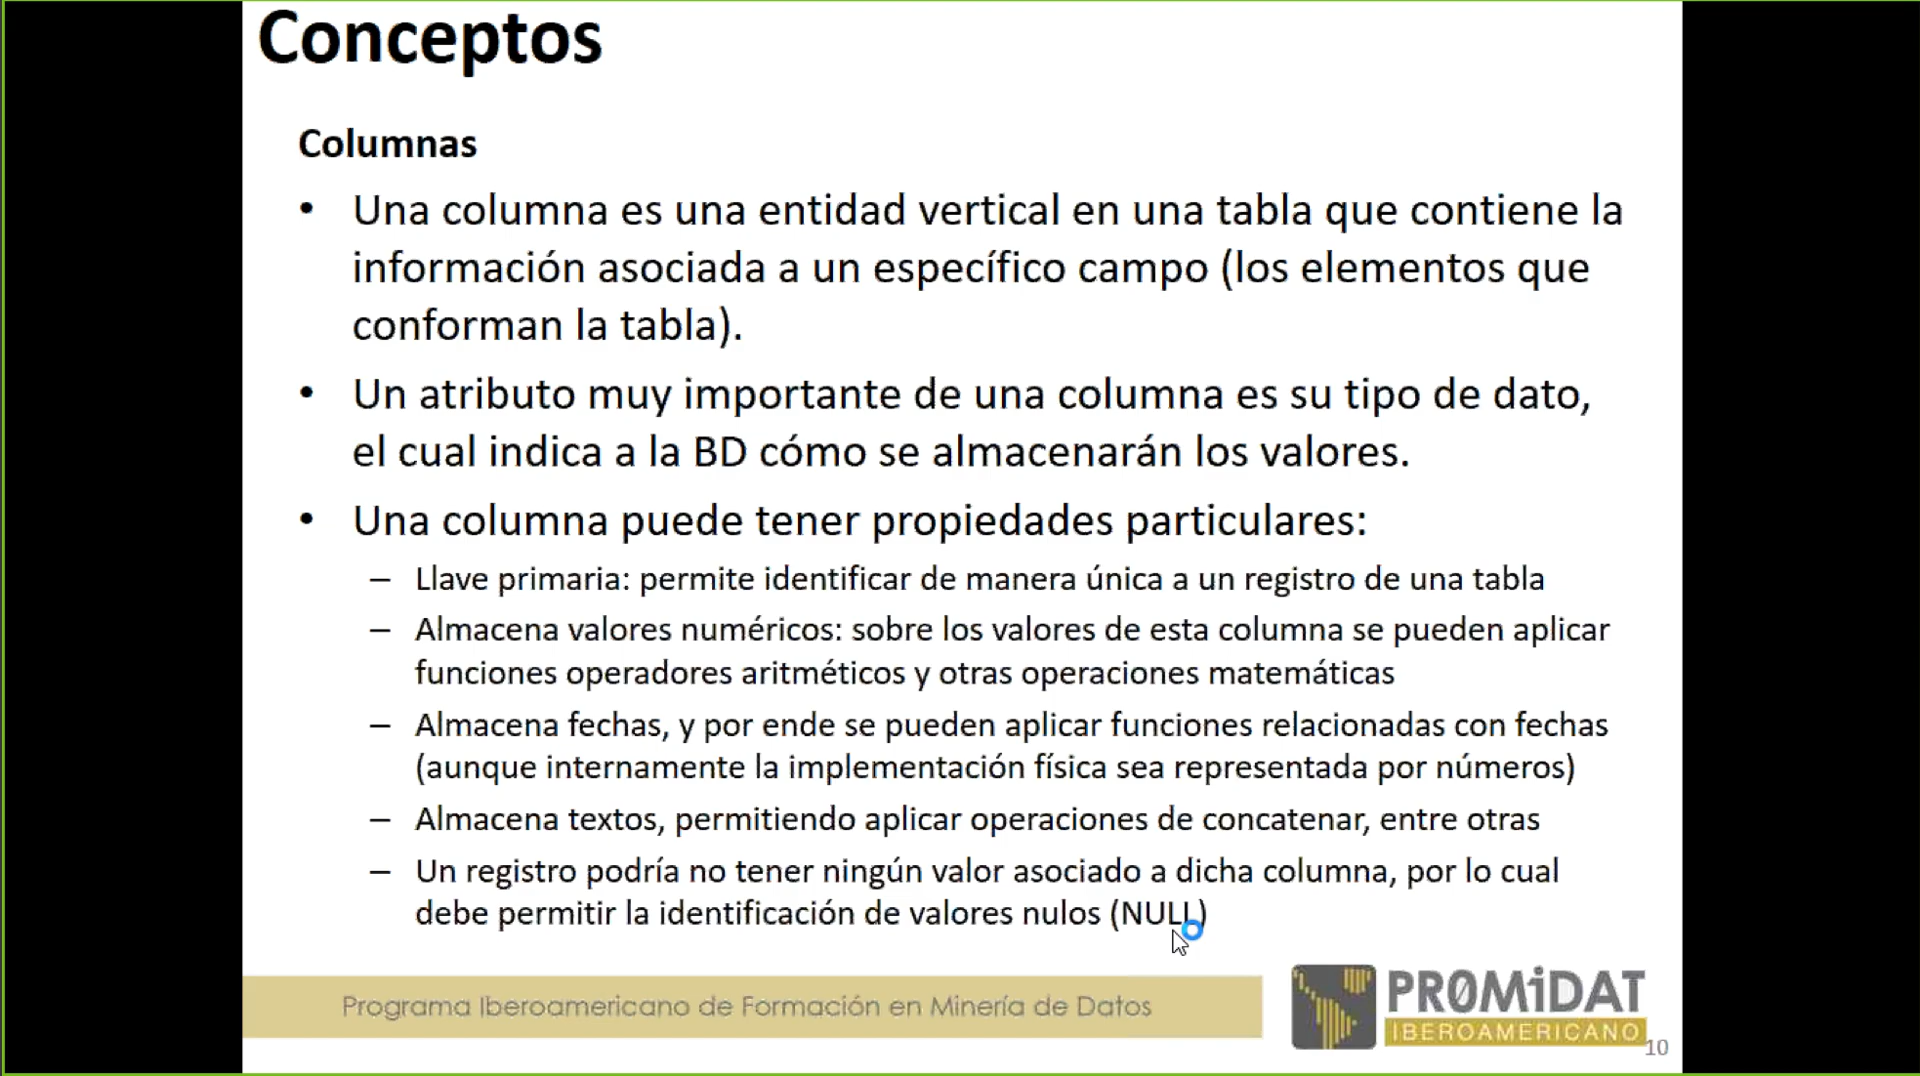 Conceptos
Columnas
• Una columna es una entidad vertical en una tabla que contiene la
información asociada a un específico campo (los elementos que
conforman la tabla).
• Un atributo muy importante de una columna es su tipo de dato,
el cual indica a la BD cómo se almacenarán los valores.
• Una columna puede tener propiedades particulares:
– Llave primaria: permite identificar de manera única a un registro de una tabla
– Almacena valores numéricos: sobre los valores de esta columna se pueden aplicar
funciones operadores aritméticos y otras operaciones matemáticas
– Almacena fechas, y por ende se pueden aplicar funciones relacionadas con fechas
(aunque internamente la implementación física sea representada por números)
– Almacena textos, permitiendo aplicar operaciones de concatenar, entre otras
– Un registro podría no tener ningún valor asociado a dicha columna, por lo cual
debe permitir la identificación de valores nulos (NULL)
Programa Iberoamericano de Formación en Minería de Datos
PR0MiDAT
IBEROAMERICANO
10